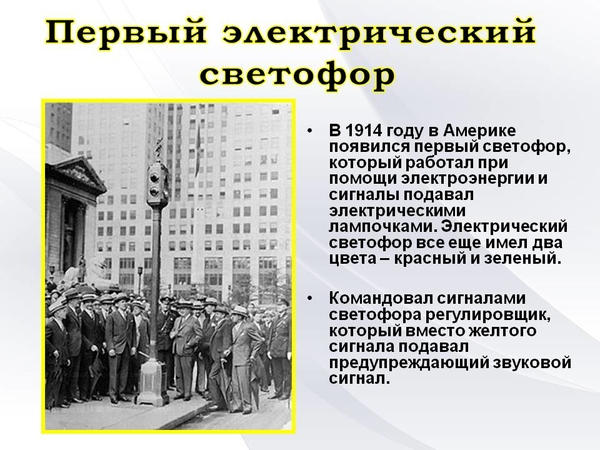 Первый электрический
светофор
• В 1914 году в Америке
появился первый светофор,
который работал при
помощи электроэнергии и
сигналы подавал
электрическими
лампочками. Электрический
светофор все еще имел два
цвета – красный и зеленый.
• Командовал сигналами
светофора регулировщик,
который вместо желтого
сигнала подавал
предупреждающий звуковой
сигнал.